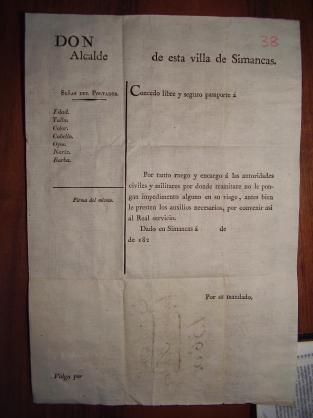 38
DON
Alcalde de esta villa de Simancas.
SEÑAS DEL PORTADOR.
Edad.
Talla.
Color.
Cabello.
Ojos.
Nariz.
Barba.
Firma del mismo.
Concedo libre y seguro pasaporte á
Por tanto ruego y encargo á las autoridades
civiles y militares por donde transitare no le pon-
gan impedimento alguno en su viage, antes bien
le presten los auxilios necesarios, por convenir asi
al Real servicio.
Dado en Simancas á de
de 182
Por su mandado,
Valga por